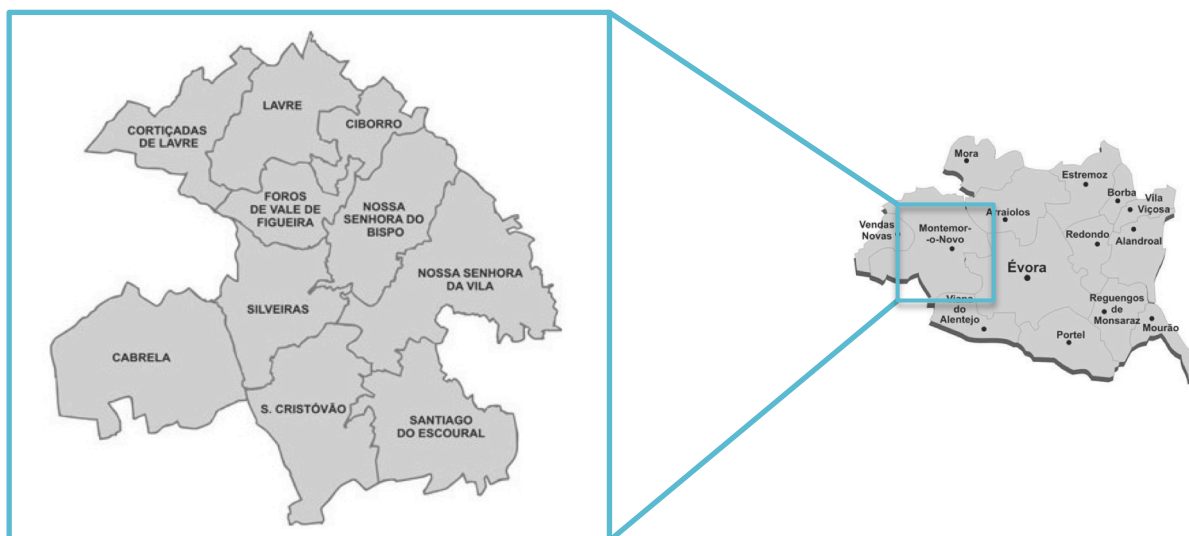 LAVRE
CIBORRO
CORTIÇADAS
DE LAVRE
FOROS
DE VALE DE
FIGUEIRA
NOSSA
SENHORA DO
BISPO
NOSSA SENHORA
DA VILA
SILVEIRAS
CABRELA
S. CRISTÓVÃO
SANTIAGO
DO ESCOURAL
Mora
Estremoz
Borba
Vila
Viçosa
Arraiolos
Vendas
Novas
Montemor-
-o-Novo
Redondo
Alandroal
Évora
Viana
do
Alentejo
Reguengos
de
Monsaraz
Mourão
Portel